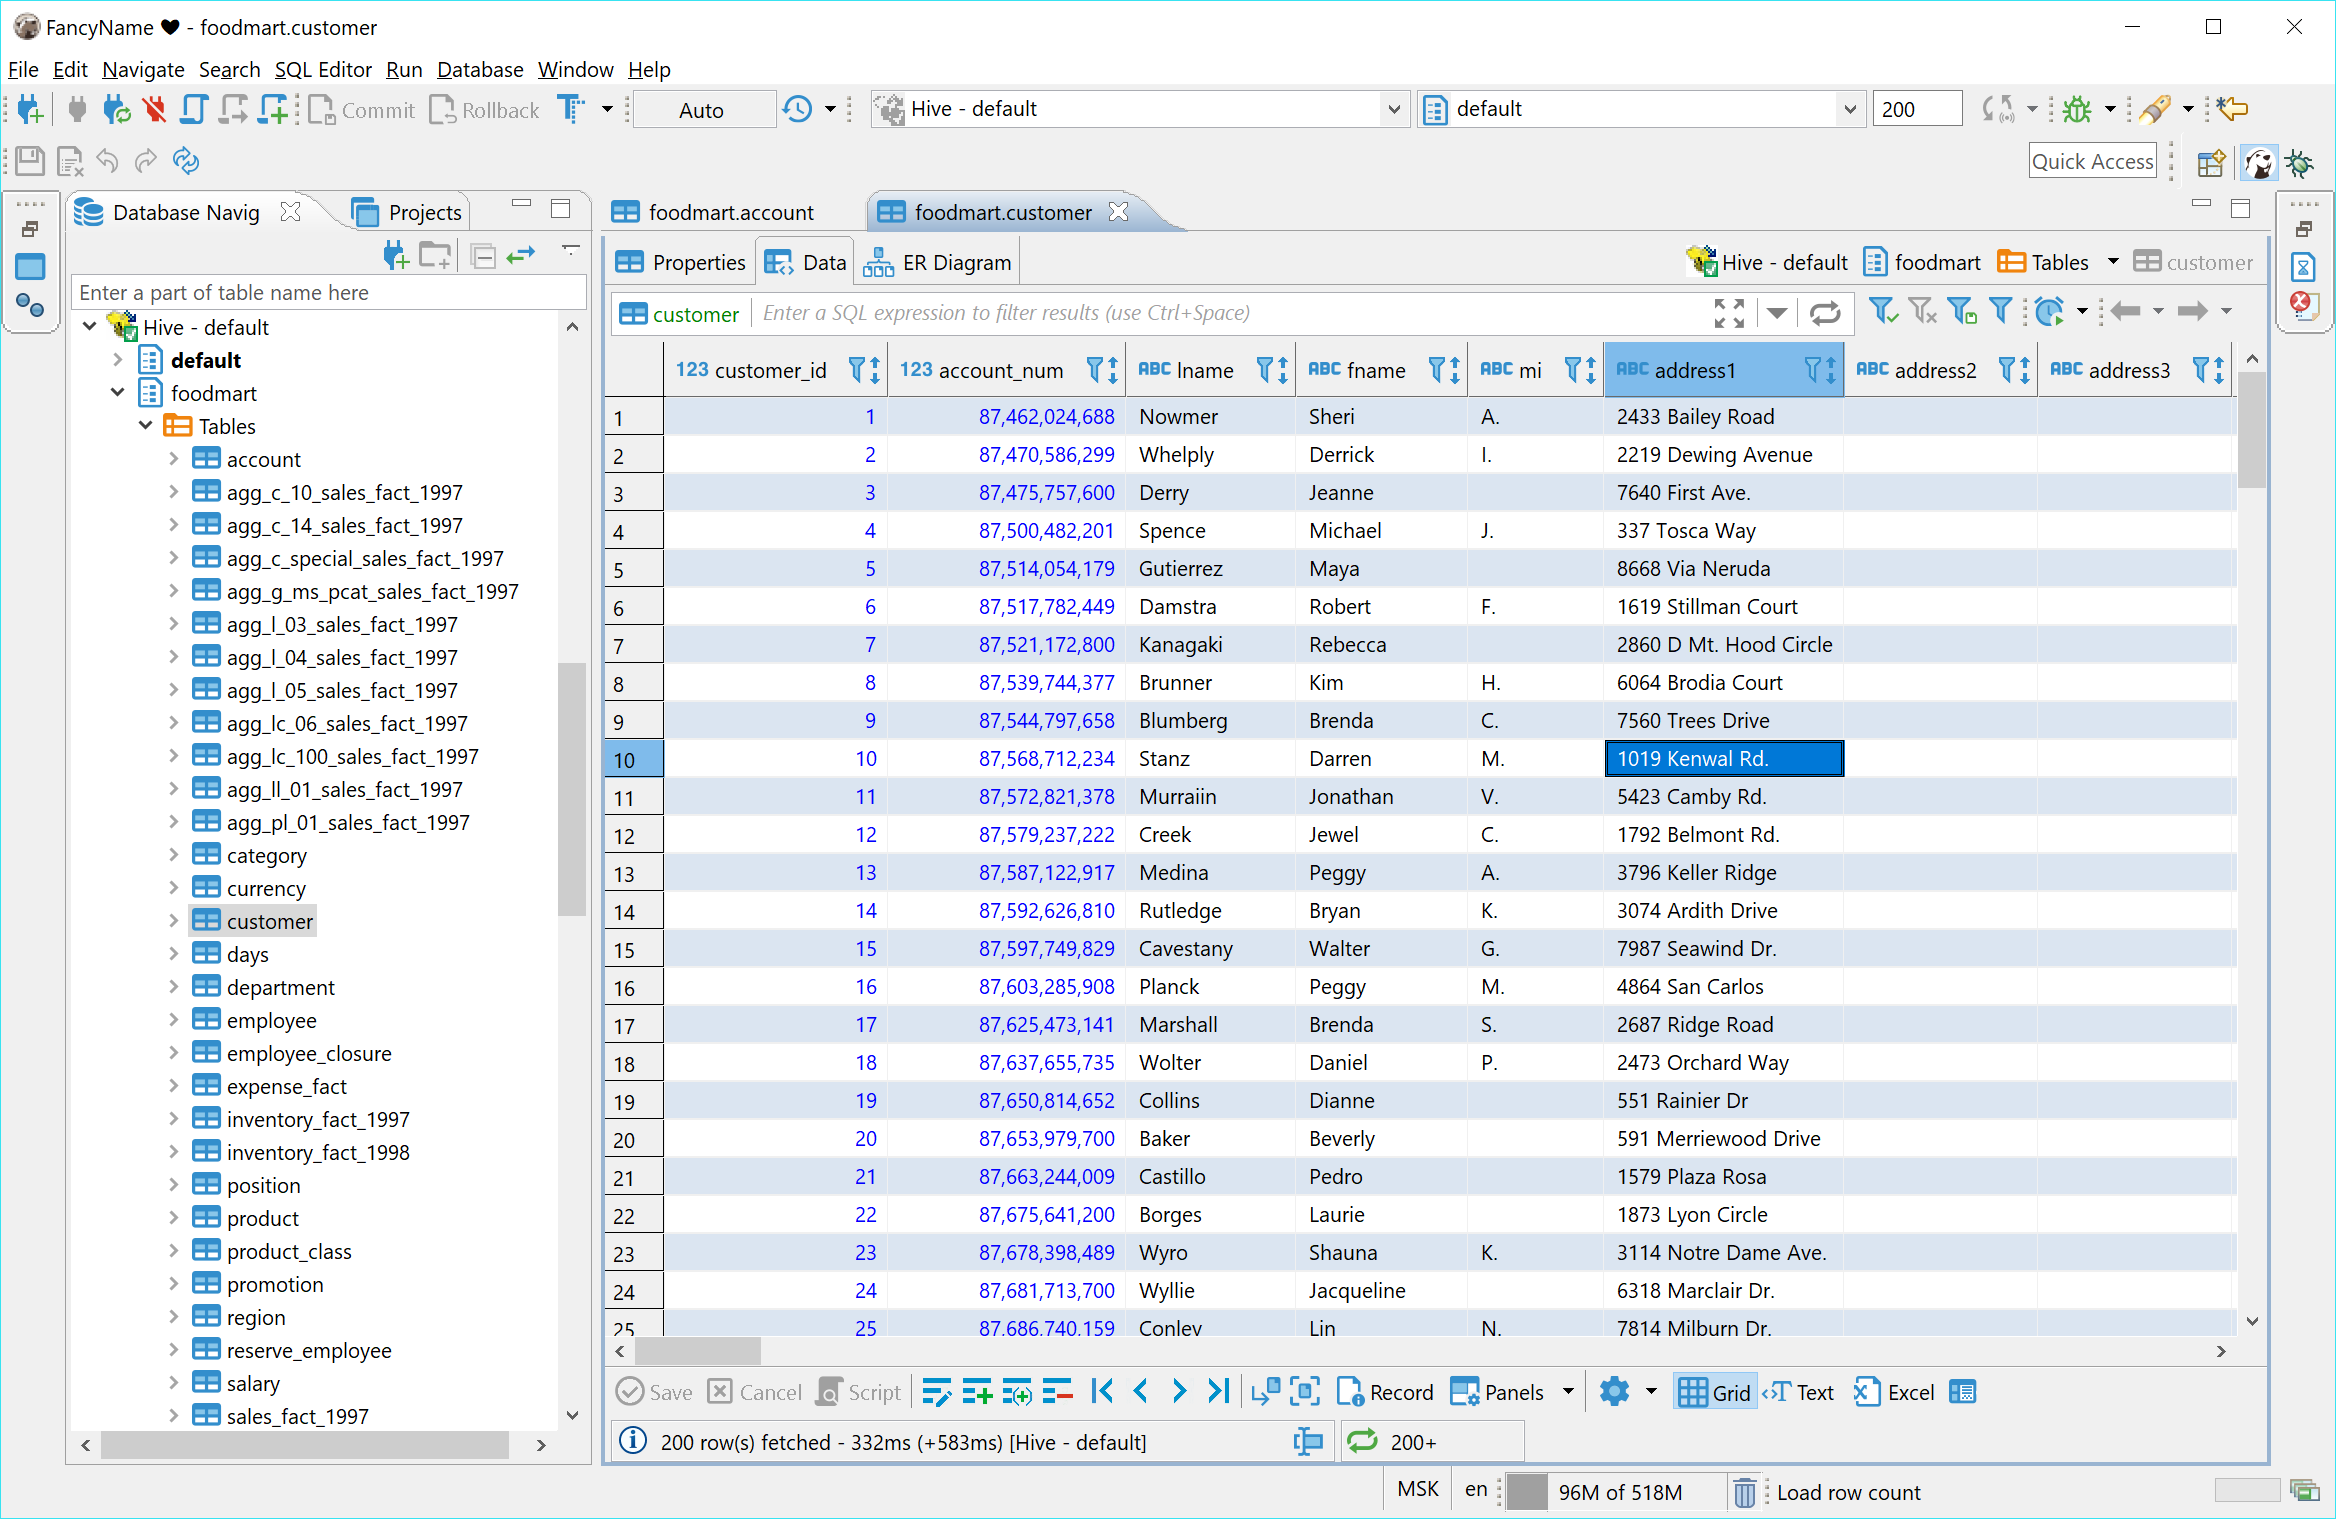 FancyName ♥ - foodmart.customer
File Edit Navigate Search SQL Editor Run Database Window Help
Commit Rollback Auto Hive - default default 200
Quick Access
Database Navig Projects
Enter a part of table name here
Hive - default
default
foodmart
Tables
account
agg_c_10_sales_fact_1997
agg_c_14_sales_fact_1997
agg_c_special_sales_fact_1997
agg_g_ms_pcat_sales_fact_1997
agg_l_03_sales_fact_1997
agg_l_04_sales_fact_1997
agg_l_05_sales_fact_1997
agg_lc_06_sales_fact_1997
agg_lc_100_sales_fact_1997
agg_ll_01_sales_fact_1997
agg_pl_01_sales_fact_1997
category
currency
customer
days
department
employee
employee_closure
expense_fact
inventory_fact_1997
inventory_fact_1998
position
product
product_class
promotion
region
reserve_employee
salary
sales_fact_1997
foodmart.account foodmart.customer
Properties Data ER Diagram Hive - default foodmart Tables customer
customer Enter a SQL expression to filter results (use Ctrl+Space)
123 customer_id 123 account_num ABC lname ABC fname ABC mi ABC address1 ABC address2 ABC address3
1 1 87,462,024,688 Nowmer Sheri A. 2433 Bailey Road
2 2 87,470,586,299 Whelply Derrick I. 2219 Dewing Avenue
3 3 87,475,757,600 Derry Jeanne 7640 First Ave.
4 4 87,500,482,201 Spence Michael J. 337 Tosca Way
5 5 87,514,054,179 Gutierrez Maya 8668 Via Neruda
6 6 87,517,782,449 Damstra Robert F. 1619 Stillman Court
7 7 87,521,172,800 Kanagaki Rebecca 2860 D Mt. Hood Circle
8 8 87,539,744,377 Brunner Kim H. 6064 Brodia Court
9 9 87,544,797,658 Blumberg Brenda C. 7560 Trees Drive
10 10 87,568,712,234 Stanz Darren M. 1019 Kenwal Rd.
11 11 87,572,821,378 Murraiin Jonathan V. 5423 Camby Rd.
12 12 87,579,237,222 Creek Jewel C. 1792 Belmont Rd.
13 13 87,587,122,917 Medina Peggy A. 3796 Keller Ridge
14 14 87,592,626,810 Rutledge Bryan K. 3074 Ardith Drive
15 15 87,597,749,829 Cavestany Walter G. 7987 Seawind Dr.
16 16 87,603,285,908 Planck Peggy M. 4864 San Carlos
17 17 87,625,473,141 Marshall Brenda S. 2687 Ridge Road
18 18 87,637,655,735 Wolter Daniel P. 2473 Orchard Way
19 19 87,650,814,652 Collins Dianne 551 Rainier Dr
20 20 87,653,979,700 Baker Beverly 591 Merriewood Drive
21 21 87,663,244,009 Castillo Pedro 1579 Plaza Rosa
22 22 87,675,641,200 Borges Laurie 1873 Lyon Circle
23 23 87,678,398,489 Wyro Shauna K. 3114 Notre Dame Ave.
24 24 87,681,713,700 Wyllie Jacqueline 6318 Marclair Dr.
25 25 87,686,740,159 Conley Lin N. 7814 Milburn Dr.
Save Cancel Script Record Panels Grid Text Excel
200 row(s) fetched - 332ms (+583ms) [Hive - default] 200+
MSK en 96M of 518M Load row count